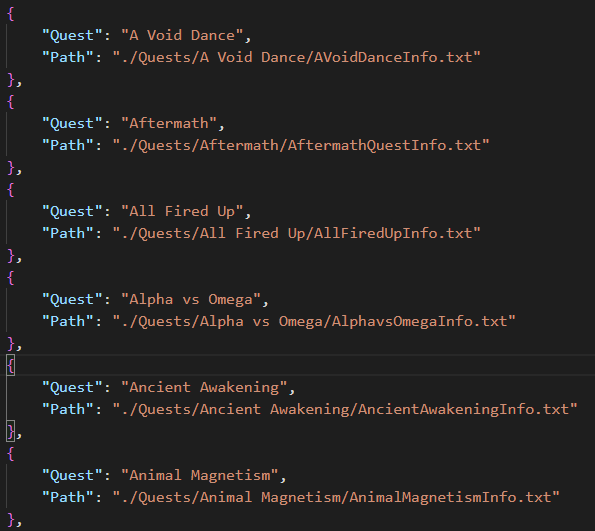 {
"Quest": "A Void Dance",
"Path": "./Quests/A Void Dance/AVoidDanceInfo.txt"
},
{
"Quest": "Aftermath",
"Path": "./Quests/Aftermath/AftermathQuestInfo.txt"
},
{
"Quest": "All Fired Up",
"Path": "./Quests/All Fired Up/AllFiredUpInfo.txt"
},
{
"Quest": "Alpha vs Omega",
"Path": "./Quests/Alpha vs Omega/AlphavsOmegaInfo.txt"
},
{
"Quest": "Ancient Awakening",
"Path": "./Quests/Ancient Awakening/AncientAwakeningInfo.txt"
},
{
"Quest": "Animal Magnetism",
"Path": "./Quests/Animal Magnetism/AnimalMagnetismInfo.txt"
},